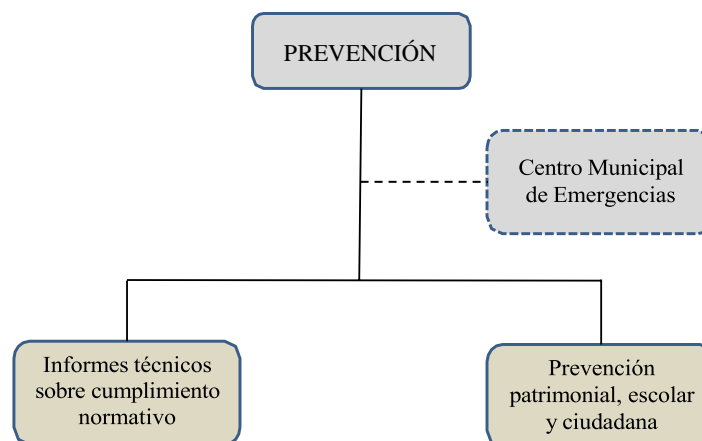 PREVENCIÓN
Centro Municipal
de Emergencias
Informes técnicos
sobre cumplimiento
normativo
Prevención
patrimonial, escolar
y ciudadana